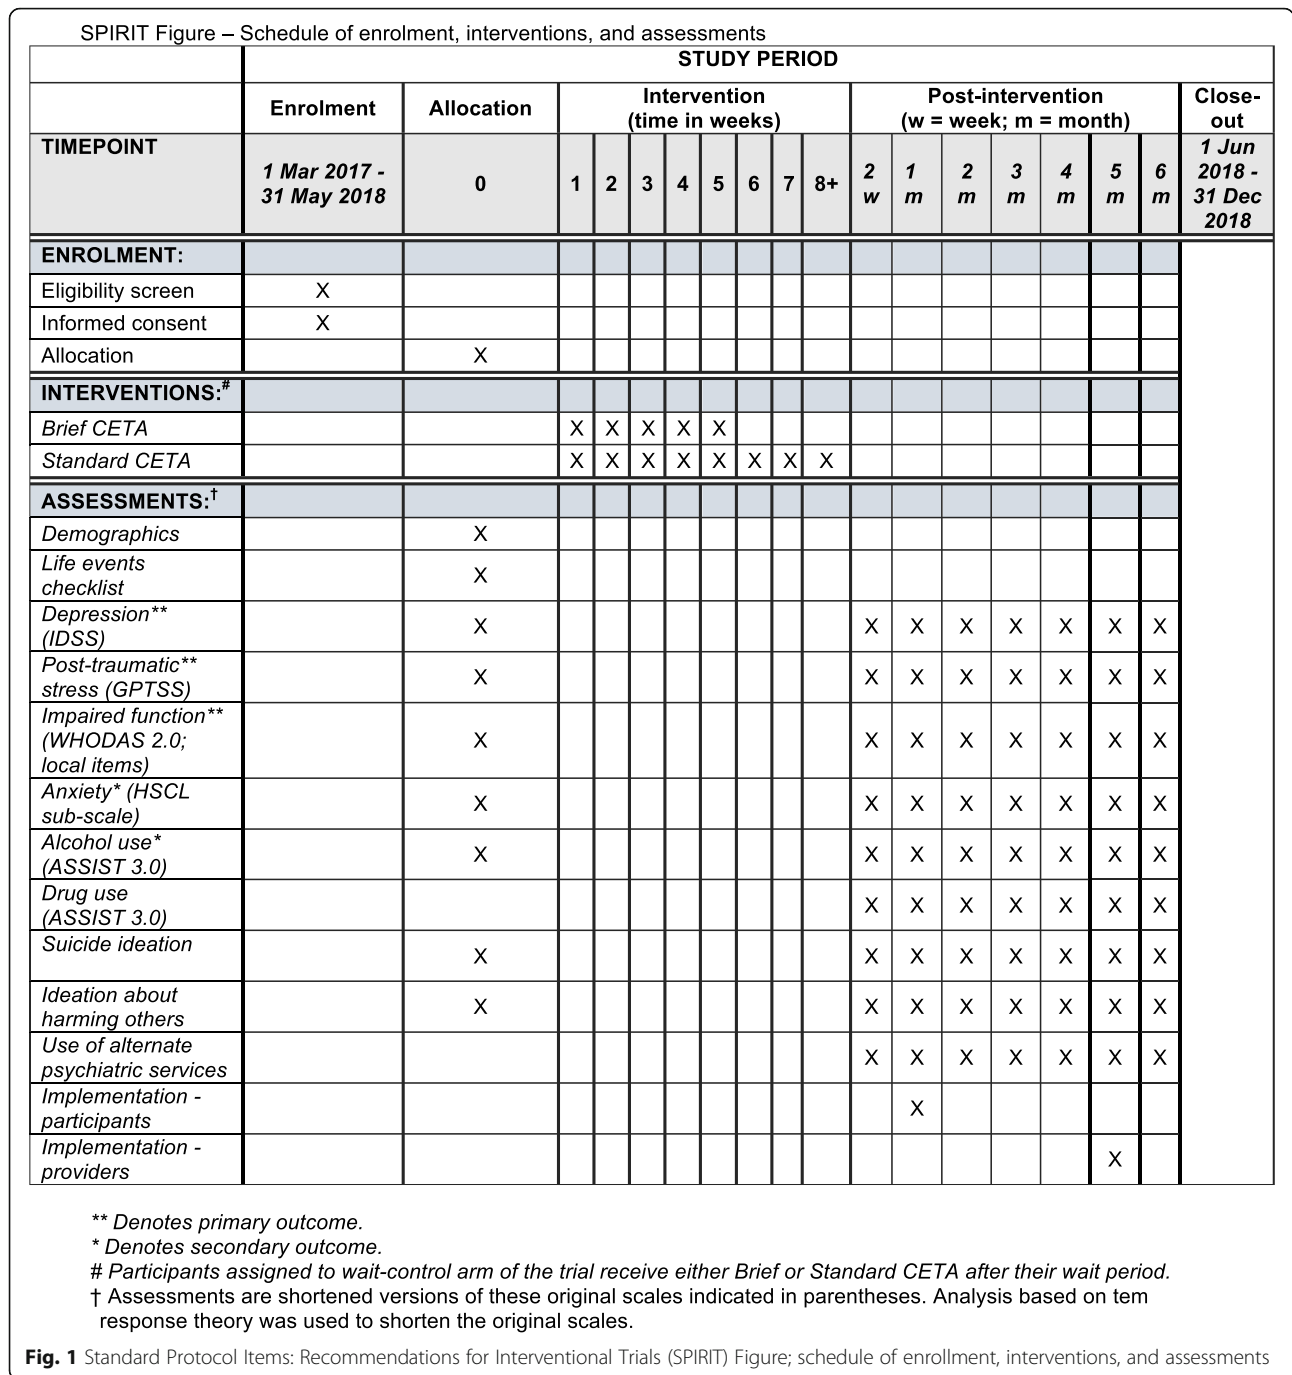 SPIRIT Figure – Schedule of enrolment, interventions, and assessments
STUDY PERIOD
Enrolment Allocation Intervention (time in weeks) Post-intervention (w = week; m = month) Close-out
TIMEPOINT 1 Mar 2017 - 31 May 2018 0 1 2 3 4 5 6 7 8+ 2 w 1 m 2 m 3 m 4 m 5 m 6 m 1 Jun 2018 - 31 Dec 2018
ENROLMENT:
Eligibility screen X
Informed consent X
Allocation X
INTERVENTIONS:#
Brief CETA X X X X X
Standard CETA X X X X X X X X
ASSESSMENTS:†
Demographics X
Life events checklist X
Depression** (IDSS) X X X X X X X X
Post-traumatic** stress (GPTSS) X X X X X X X X
Impaired function** (WHODAS 2.0; local items) X X X X X X X X
Anxiety* (HSCL sub-scale) X X X X X X X X
Alcohol use* (ASSIST 3.0) X X X X X X X X
Drug use (ASSIST 3.0) X X X X X X X
Suicide ideation X X X X X X X X
Ideation about harming others X X X X X X X X
Use of alternate psychiatric services X X X X X X X
Implementation - participants X
Implementation - providers X
** Denotes primary outcome.
* Denotes secondary outcome.
# Participants assigned to wait-control arm of the trial receive either Brief or Standard CETA after their wait period.
† Assessments are shortened versions of these original scales indicated in parentheses. Analysis based on tem
response theory was used to shorten the original scales.
Fig. 1 Standard Protocol Items: Recommendations for Interventional Trials (SPIRIT) Figure; schedule of enrollment, interventions, and assessments